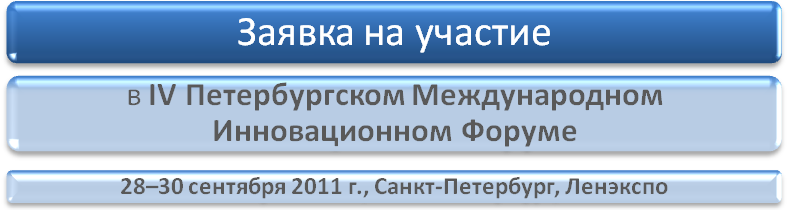 Заявка на участие
в IV Петербургском Международном
Инновационном Форуме
28–30 сентября 2011 г., Санкт-Петербург, Ленэкспо